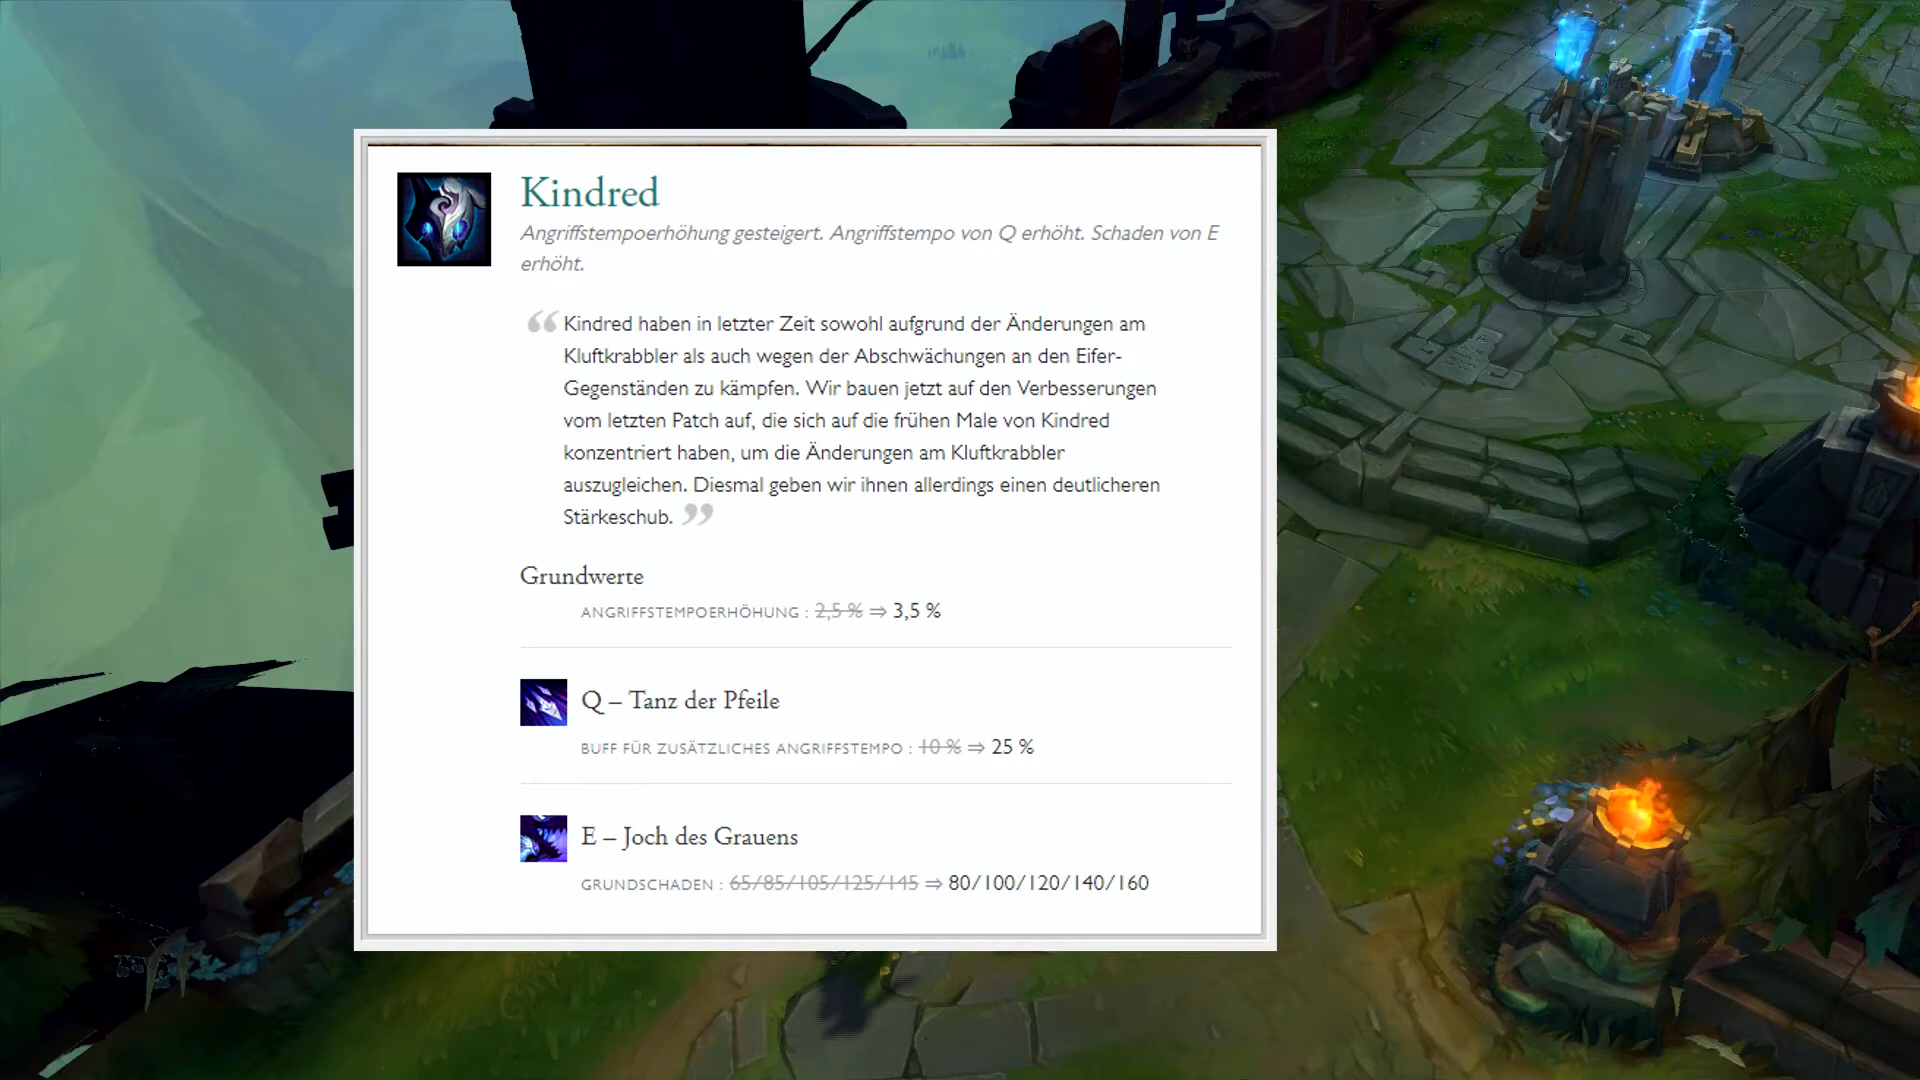 Kindred
Angriffstempoerhöhung gesteigert. Angriffstempo von Q erhöht. Schaden von E
erhöht.
“ Kindred haben in letzter Zeit sowohl aufgrund der Änderungen am
Kluftkrabbler als auch wegen der Abschwächungen an den Eifer-
Gegenständen zu kämpfen. Wir bauen jetzt auf den Verbesserungen
vom letzten Patch auf, die sich auf die frühen Male von Kindred
konzentriert haben, um die Änderungen am Kluftkrabbler
auszugleichen. Diesmal geben wir ihnen allerdings einen deutlicheren
Stärkeschub. ”
Grundwerte
ANGRIFFSTEMPOERHÖHUNG : 2,5 % ⇒ 3,5 %
Q – Tanz der Pfeile
BUFF FÜR ZUSÄTZLICHES ANGRIFFSTEMPO : 10 % ⇒ 25 %
E – Joch des Grauens
GRUNDSCHADEN : 65/85/105/125/145 ⇒ 80/100/120/140/160